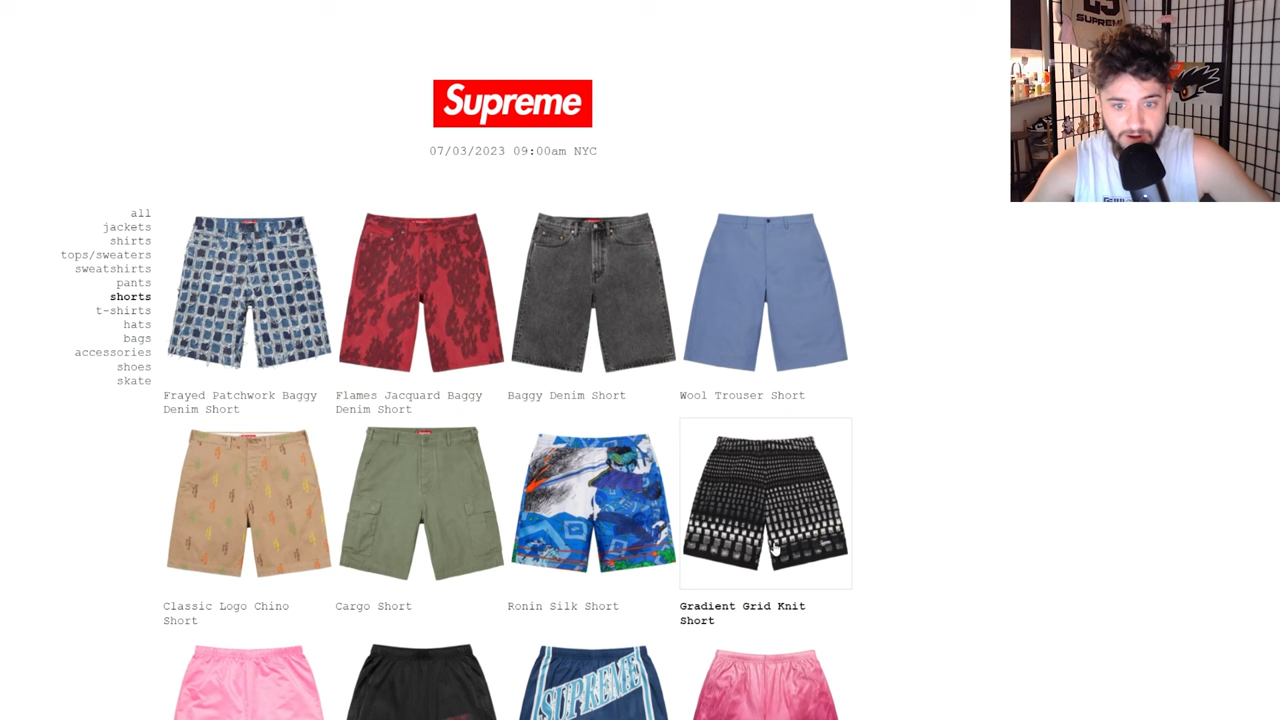 Supreme
07/03/2023 09:00am NYC
all
jackets
shirts
tops/sweaters
sweatshirts
pants
shorts
t-shirts
hats
bags
accessories
shoes
skate
Frayed Patchwork Baggy
Denim Short
Flames Jacquard Baggy
Denim Short
Baggy Denim Short
Wool Trouser Short
Classic Logo Chino
Short
Cargo Short
Ronin Silk Short
Gradient Grid Knit
Short
SUPREME
SUPREME